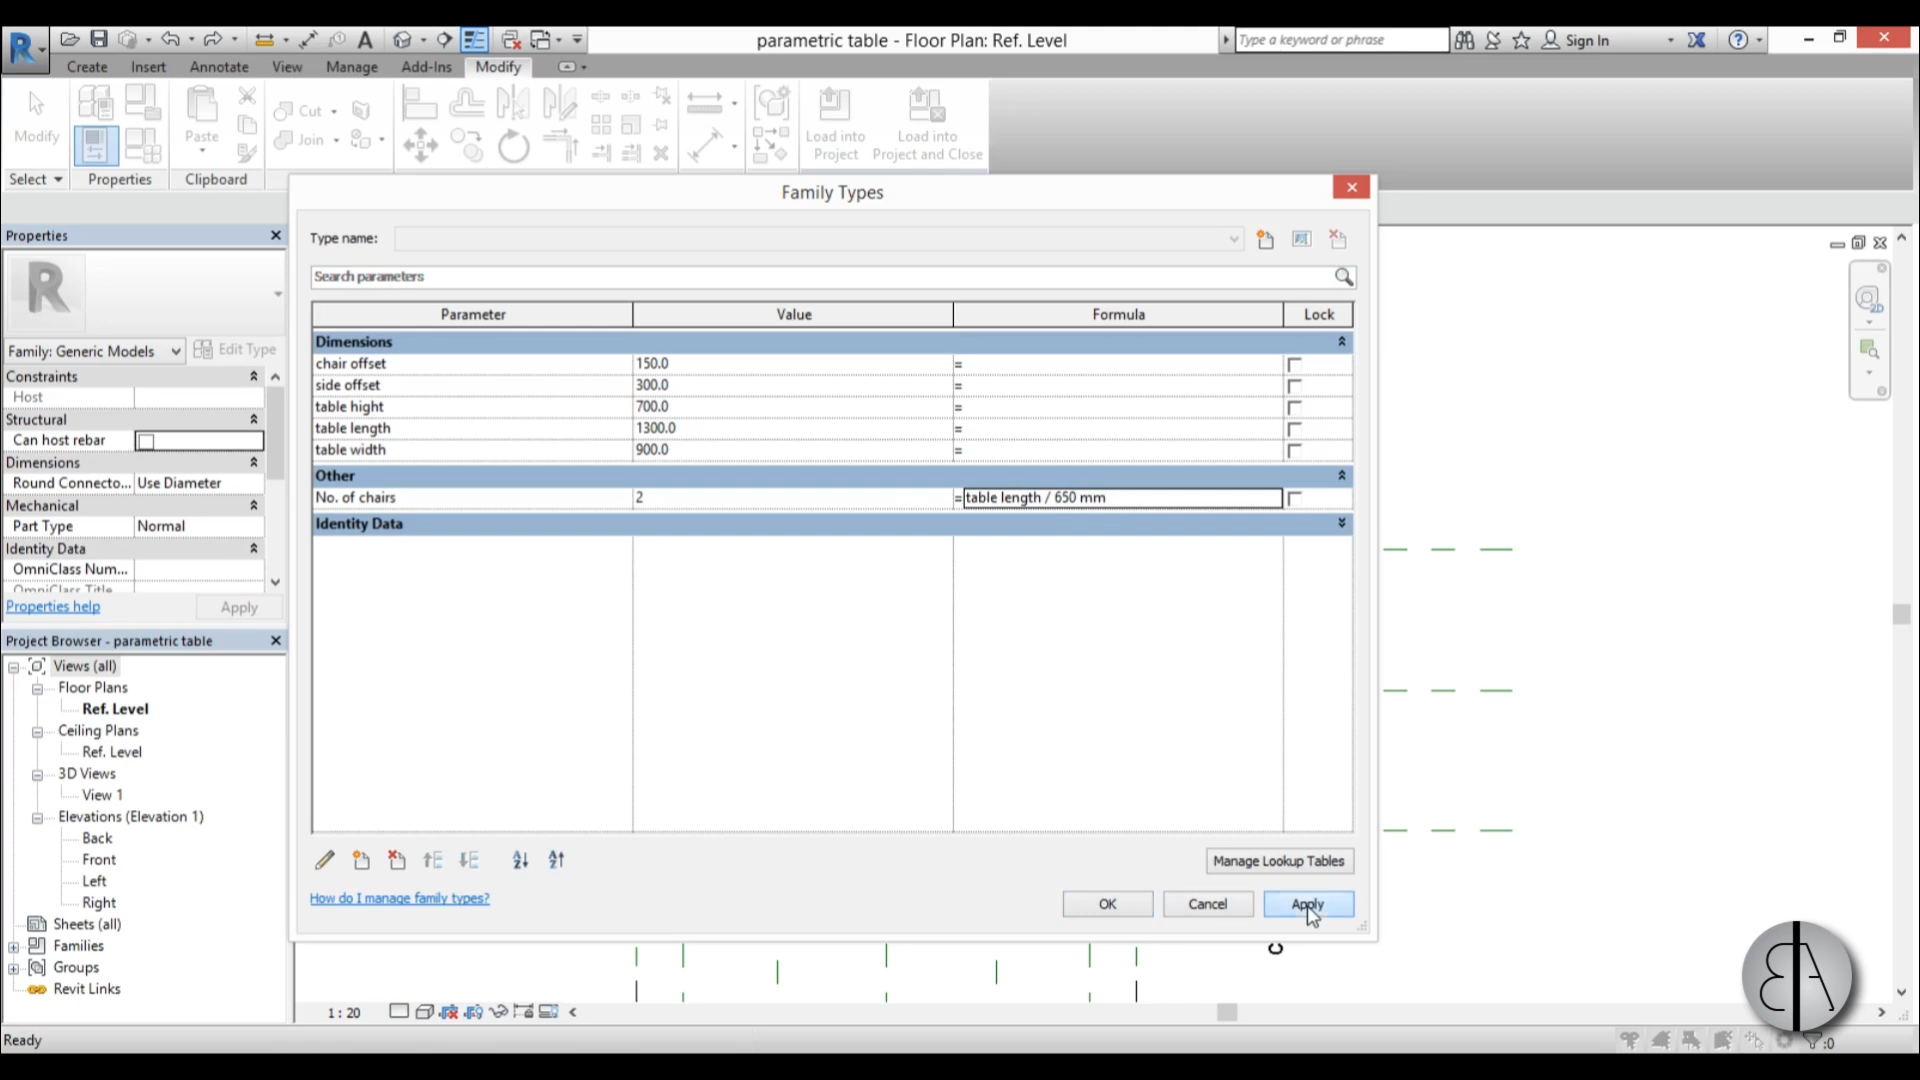 parametric table - Floor Plan: Ref. Level
Type a keyword or phrase
Sign In
Create Insert Annotate View Manage Add-Ins Modify
Modify
Paste
Cut
Join
Load into Project
Load into Project and Close
Select Properties Clipboard
Properties
R
Family: Generic Models
Edit Type
Constraints
Host
Structural
Can host rebar
Dimensions
Round Connecto... Use Diameter
Mechanical
Part Type Normal
Identity Data
OmniClass Num...
OmniClass Title
Properties help
Apply
Project Browser - parametric table
Views (all)
Floor Plans
Ref. Level
Ceiling Plans
Ref. Level
3D Views
View 1
Elevations (Elevation 1)
Back
Front
Left
Right
Sheets (all)
Families
Groups
Revit Links
Family Types
Type name:
Search parameters
Parameter Value Formula Lock
Dimensions
chair offset 150.0 =
side offset 300.0 =
table hight 700.0 =
table length 1300.0 =
table width 900.0 =
Other
No. of chairs 2 =table length / 650 mm
Identity Data
Manage Lookup Tables
How do I manage family types?
OK Cancel Apply
1 : 20
Ready
:0